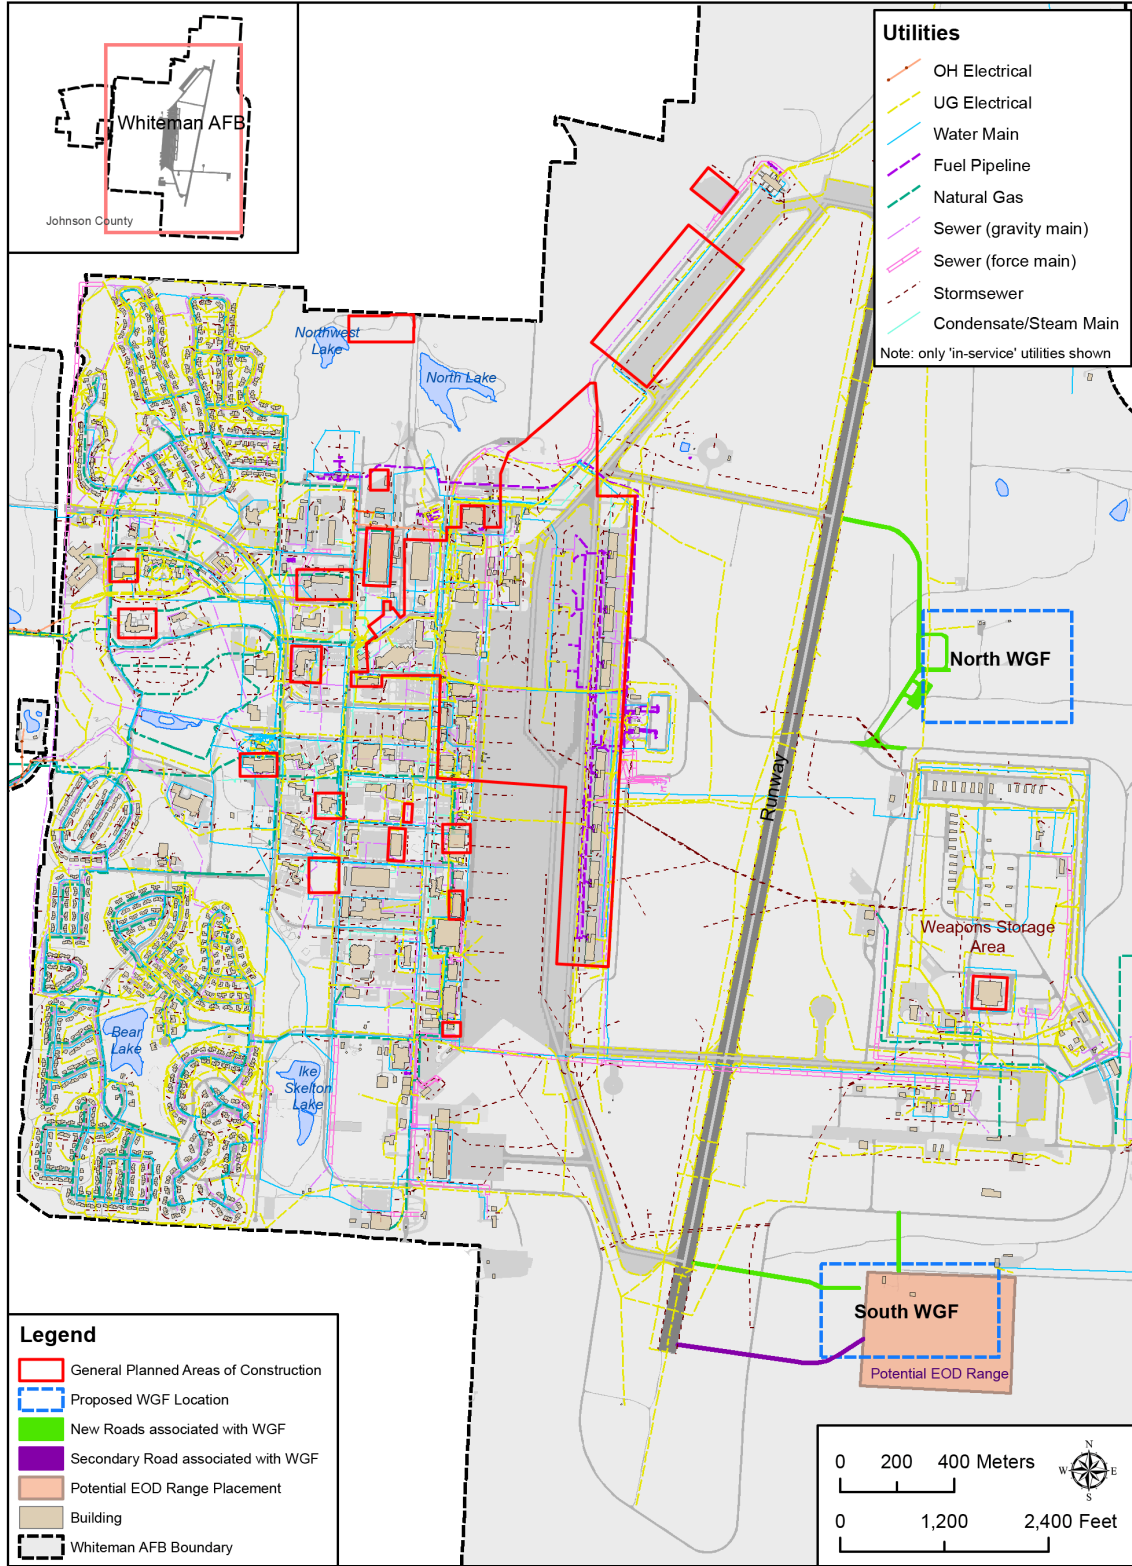 Whiteman AFB
Johnson County
Utilities
OH Electrical
UG Electrical
Water Main
Fuel Pipeline
Natural Gas
Sewer (gravity main)
Sewer (force main)
Stormsewer
Condensate/Steam Main
Note: only 'in-service' utilities shown
Northwest
Lake
North Lake
North WGF
Runway
Weapons Storage
Area
Bear
Lake
Ike
Skelton
Lake
South WGF
Potential EOD Range
Legend
General Planned Areas of Construction
Proposed WGF Location
New Roads associated with WGF
Secondary Road associated with WGF
Potential EOD Range Placement
Building
Whiteman AFB Boundary
0 200 400 Meters
N
W E
S
0 1,200 2,400 Feet